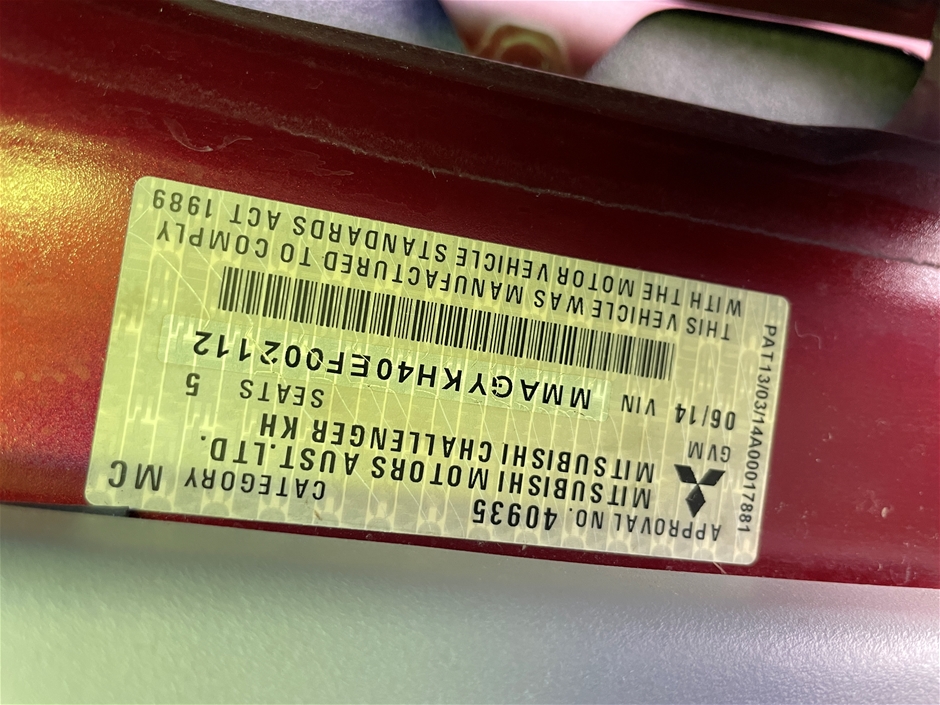 APPROVAL NO. 40935 CATEGORY MC
MITSUBISHI MOTORS AUST.LTD.
MITSUBISHI CHALLENGER KH
GVM SEATS 5
06/14 VIN MMAGYKH40EF002112
THIS VEHICLE WAS MANUFACTURED TO COMPLY
WITH THE MOTOR VEHICLE STANDARDS ACT 1989
PAT13/03/14A00017881